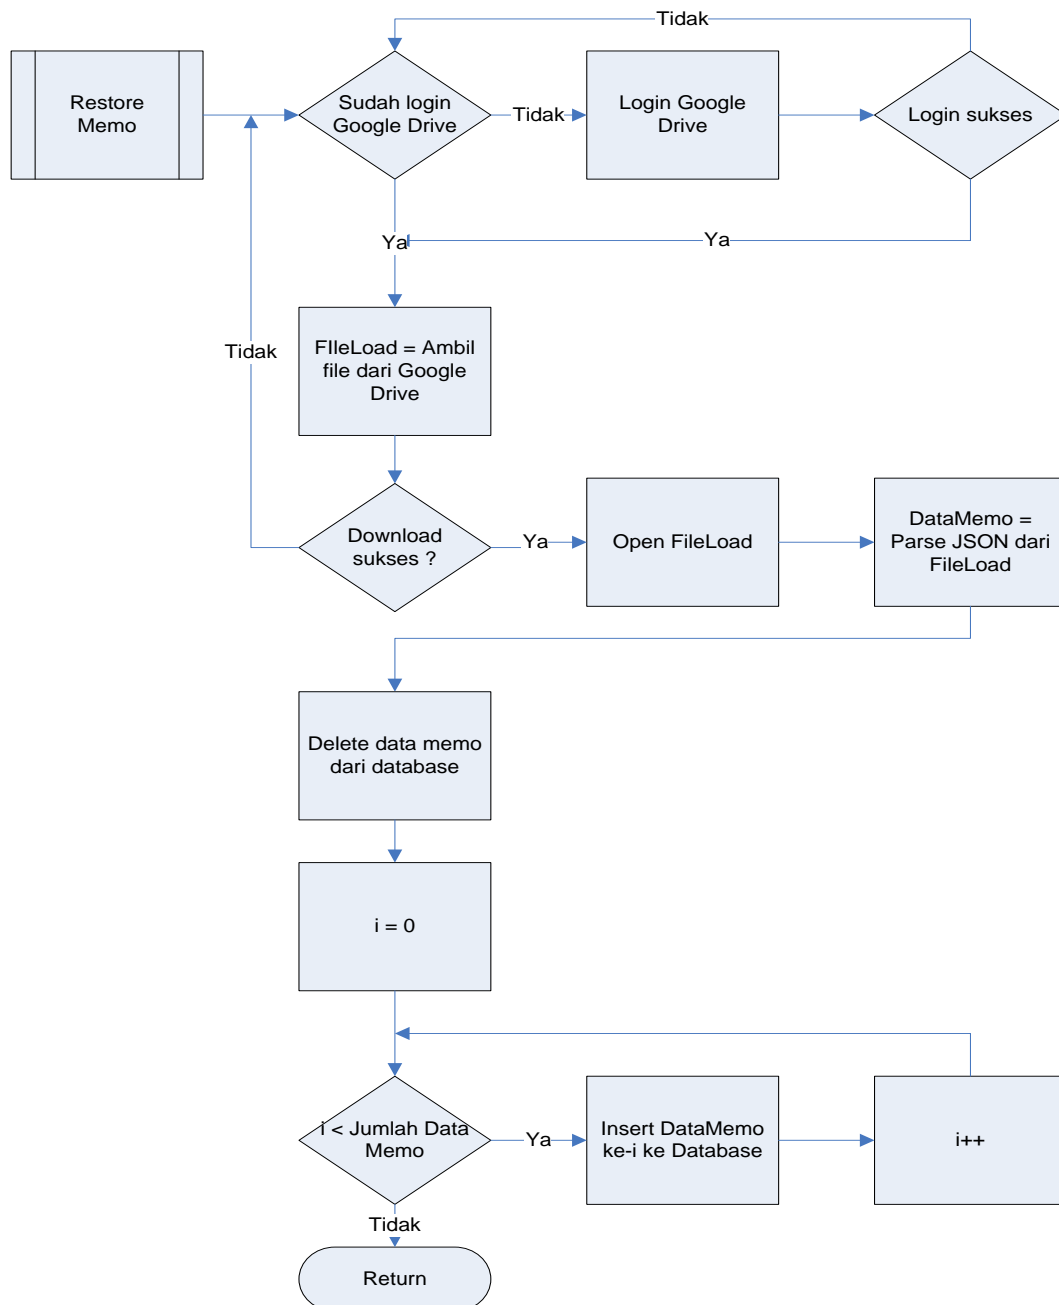 Tidak
Restore
Memo
Sudah login
Google Drive
Tidak
Login Google
Drive
Login sukses
Ya
Ya
FIleLoad = Ambil
file dari Google
Drive
Tidak
Download
sukses ?
Ya
Open FileLoad
DataMemo =
Parse JSON dari
FileLoad
Delete data memo
dari database
i = 0
i < Jumlah Data
Memo
Ya
Insert DataMemo
ke-i ke Database
i++
Tidak
Return